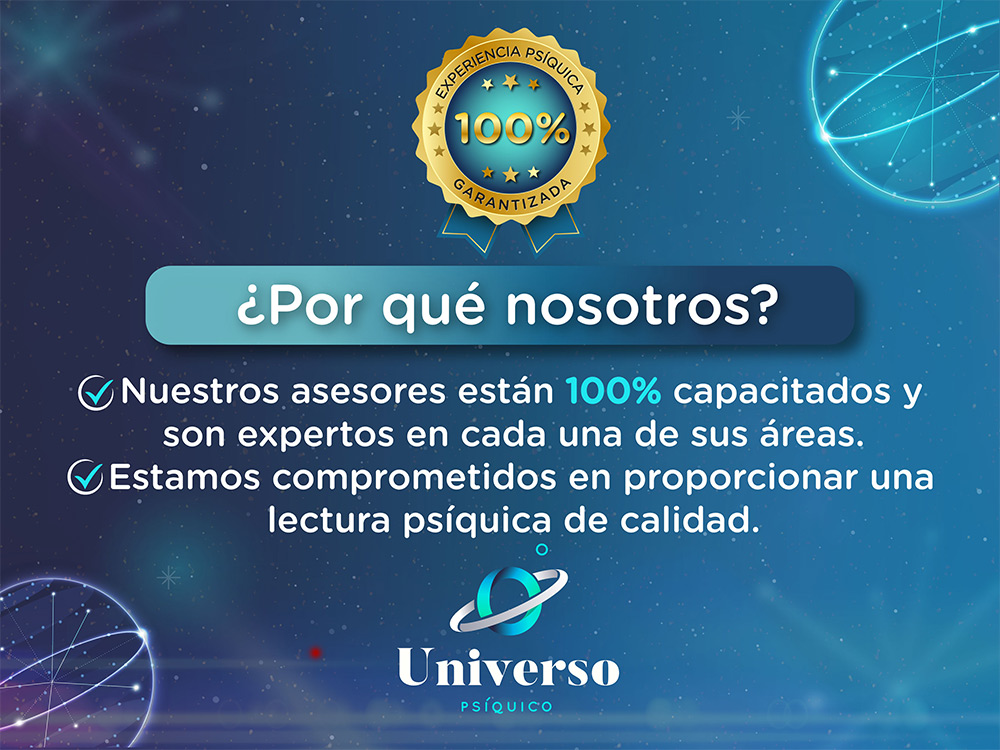 EXPERIENCIA PSÍQUICA
100%
GARANTIZADA
¿Por qué nosotros?
Nuestros asesores están 100% capacitados y
son expertos en cada una de sus áreas.
Estamos comprometidos en proporcionar una
lectura psíquica de calidad.
Universo
PSÍQUICO